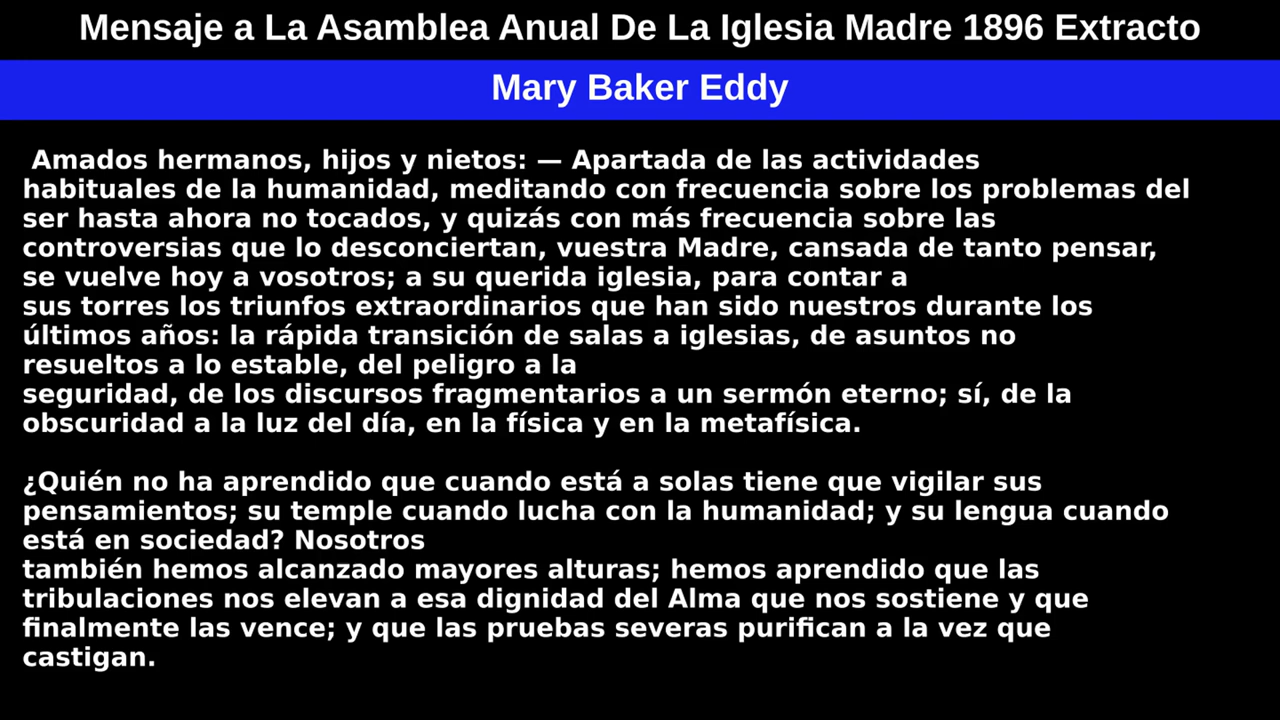 Mensaje a La Asamblea Anual De La Iglesia Madre 1896 Extracto
Mary Baker Eddy
Amados hermanos, hijos y nietos: — Apartada de las actividades
habituales de la humanidad, meditando con frecuencia sobre los problemas del
ser hasta ahora no tocados, y quizás con más frecuencia sobre las
controversias que lo desconciertan, vuestra Madre, cansada de tanto pensar,
se vuelve hoy a vosotros; a su querida iglesia, para contar a
sus torres los triunfos extraordinarios que han sido nuestros durante los
últimos años: la rápida transición de salas a iglesias, de asuntos no
resueltos a lo estable, del peligro a la
seguridad, de los discursos fragmentarios a un sermón eterno; sí, de la
obscuridad a la luz del día, en la física y en la metafísica.
¿Quién no ha aprendido que cuando está a solas tiene que vigilar sus
pensamientos; su temple cuando lucha con la humanidad; y su lengua cuando
está en sociedad? Nosotros
también hemos alcanzado mayores alturas; hemos aprendido que las
tribulaciones nos elevan a esa dignidad del Alma que nos sostiene y que
finalmente las vence; y que las pruebas severas purifican a la vez que
castigan.